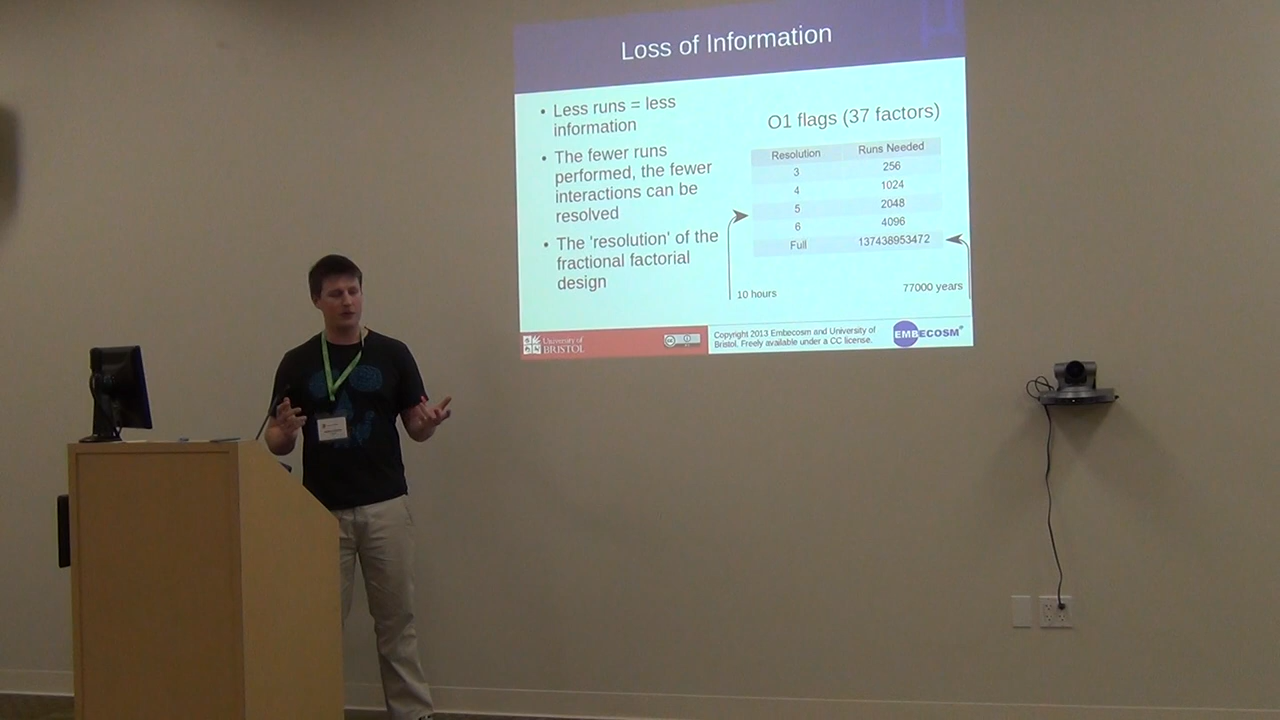 Loss of Information
• Less runs = less
information
• The fewer runs
performed, the fewer
interactions can be
resolved
• The 'resolution' of the
fractional factorial
design
O1 flags (37 factors)
Resolution Runs Needed
3 256
4 1024
5 2048
6 4096
Full 137438953472
10 hours
77000 years
University of
BRISTOL
cc
Copyright 2013 Embecosm and University of
Bristol. Freely available under a CC license.
EMBECOSM®